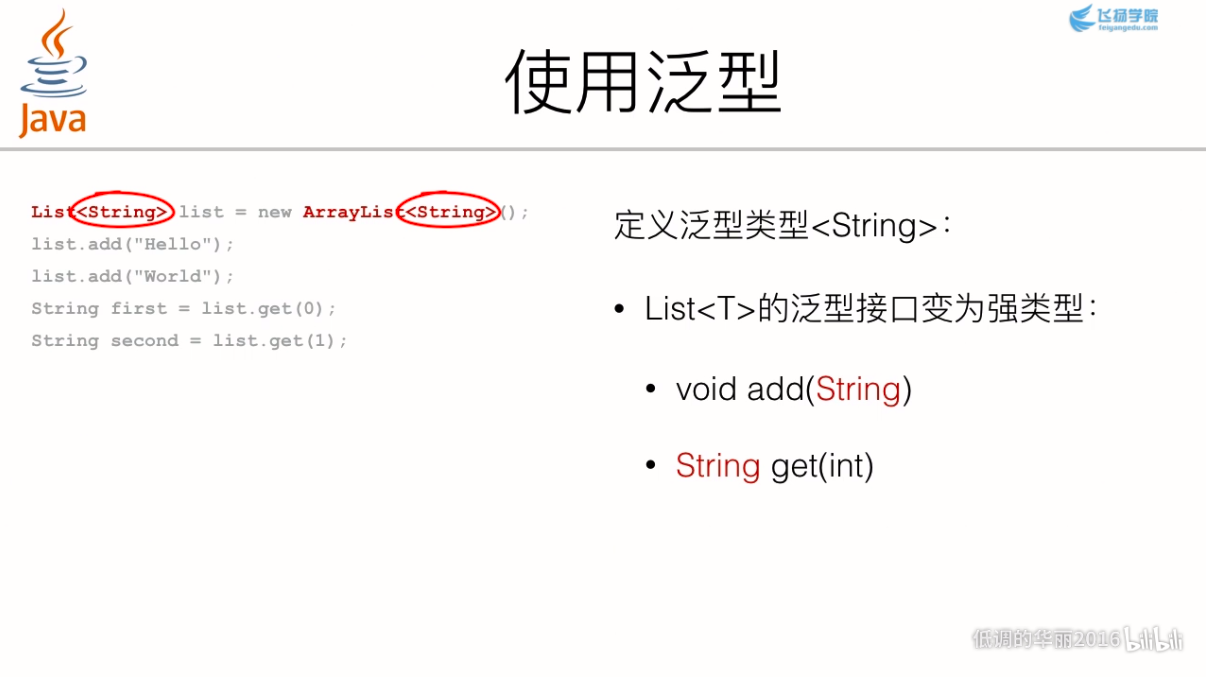 Java
飞扬学院
feiyangedu.com
使用泛型
List<String> list = new ArrayList<String>();
list.add("Hello");
list.add("World");
String first = list.get(0);
String second = list.get(1);
定义泛型类型<String>：
• List<T>的泛型接口变为强类型：
• void add(String)
• String get(int)
低调的华丽2016 bilibili